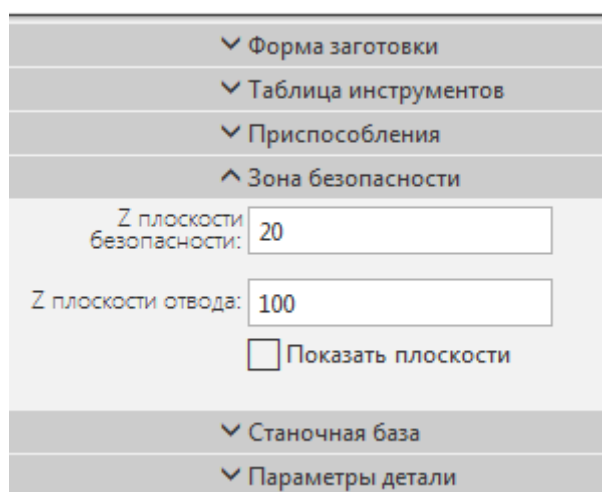 Форма заготовки
Таблица инструментов
Приспособления
Зона безопасности
Z плоскости
безопасности: 20
Z плоскости отвода: 100
Показать плоскости
Станочная база
Параметры детали